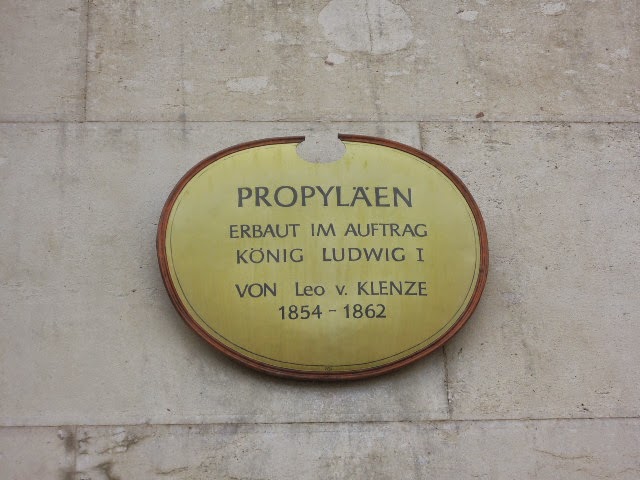 PROPYLÄEN
ERBAUT IM AUFTRAG
KÖNIG LUDWIG I
VON Leo v. KLENZE
1854 - 1862